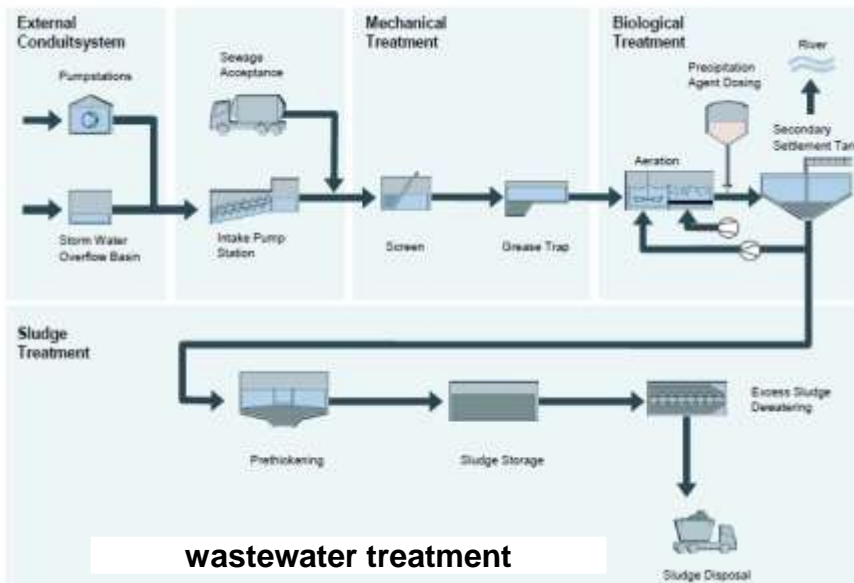 External
Conduitsystem
Pumpstations
Storm Water
Overflow Basin
Sewage
Acceptance
Intake Pump
Station
Mechanical
Treatment
Screen
Grease Trap
Biological
Treatment
River
Precipitation
Agent Dosing
Secondary
Settlement Tan
Aeration
Sludge
Treatment
Prethickening
Sludge Storage
Excess Sludge
Dewatering
Sludge Disposal
wastewater treatment